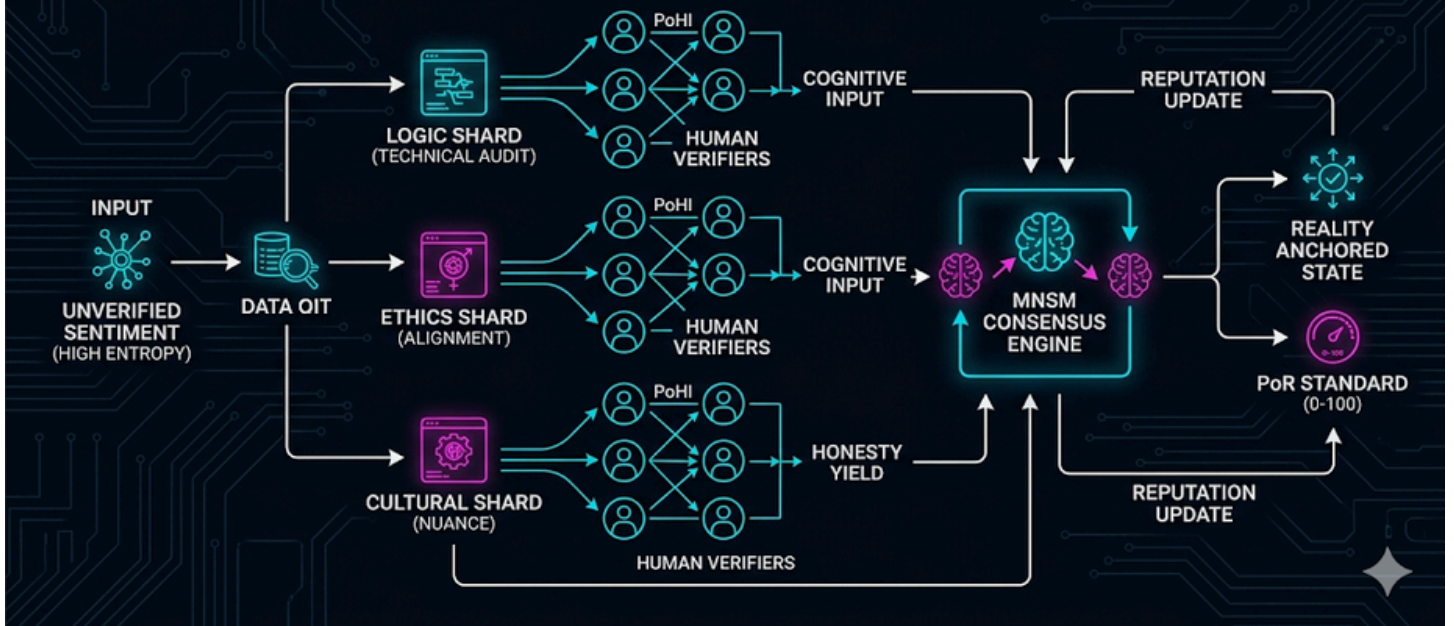 INPUT
UNVERIFIED
SENTIMENT
(HIGH ENTROPY)
DATA OIT
LOGIC SHARD
(TECHNICAL AUDIT)
PoHI
HUMAN
VERIFIERS
COGNITIVE
INPUT
ETHICS SHARD
(ALIGNMENT)
PoHI
HUMAN
VERIFIERS
COGNITIVE
INPUT
CULTURAL SHARD
(NUANCE)
PoHI
HUMAN VERIFIERS
HONESTY
YIELD
MNSM
CONSENSUS
ENGINE
REPUTATION
UPDATE
REALITY
ANCHORED
STATE
0-100
PoR STANDARD
(0-100)
REPUTATION
UPDATE